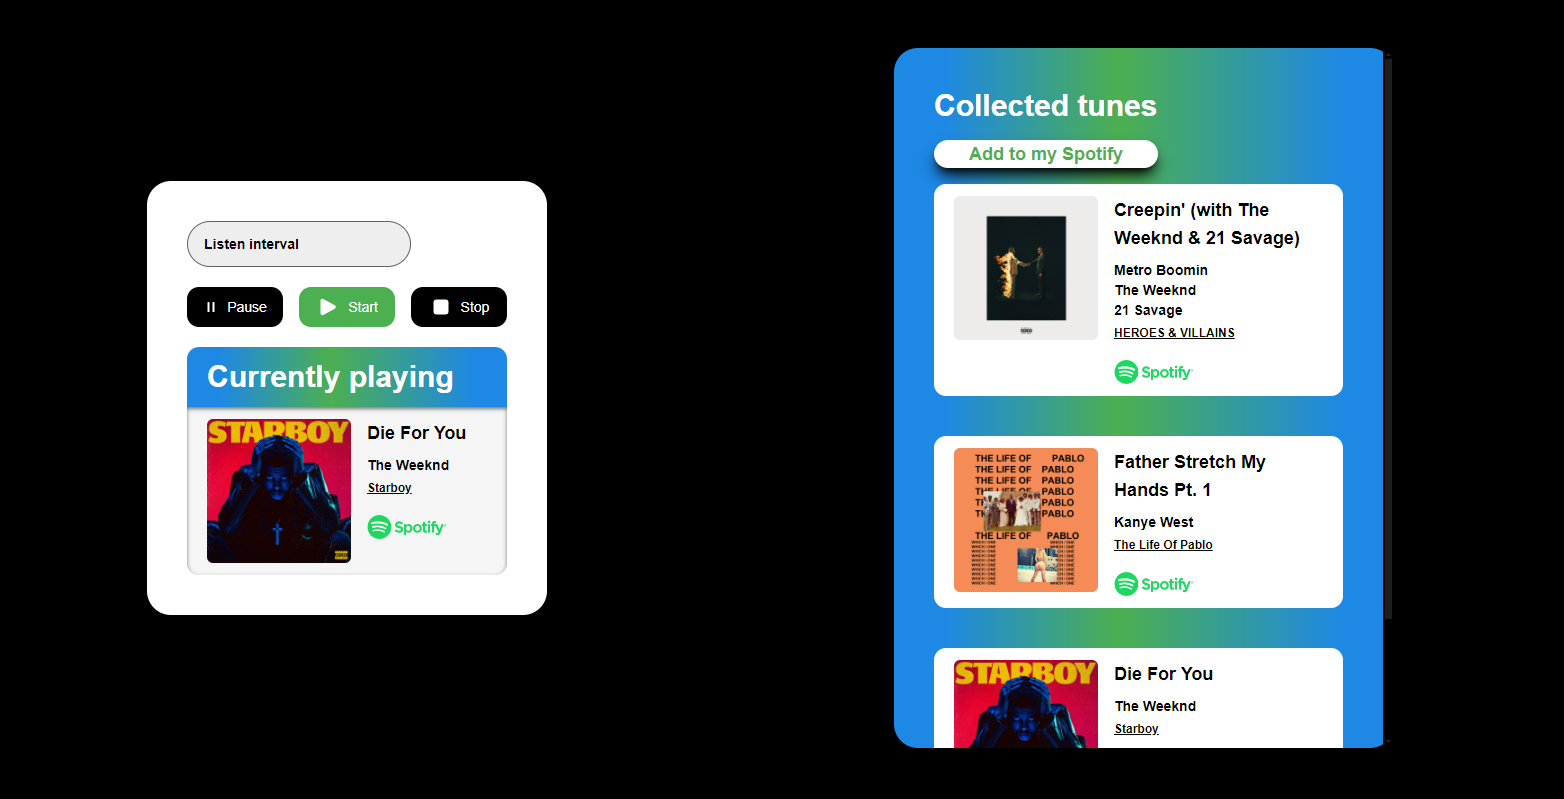 Listen interval
Pause
Start
Stop
Currently playing
STARBOY
Die For You
The Weeknd
Starboy
Spotify
Collected tunes
Add to my Spotify
Creepin' (with The
Weeknd & 21 Savage)
Metro Boomin
The Weeknd
21 Savage
HEROES & VILLAINS
Spotify
THE LIFE OF PABLO
THE LIFE OF PABLO
THE LIFE OF PABLO
PABLO
PABLO
PABLO
THE LIFE OF PABLO
Father Stretch My
Hands Pt. 1
Kanye West
The Life Of Pablo
Spotify
STARBOY
Die For You
The Weeknd
Starboy